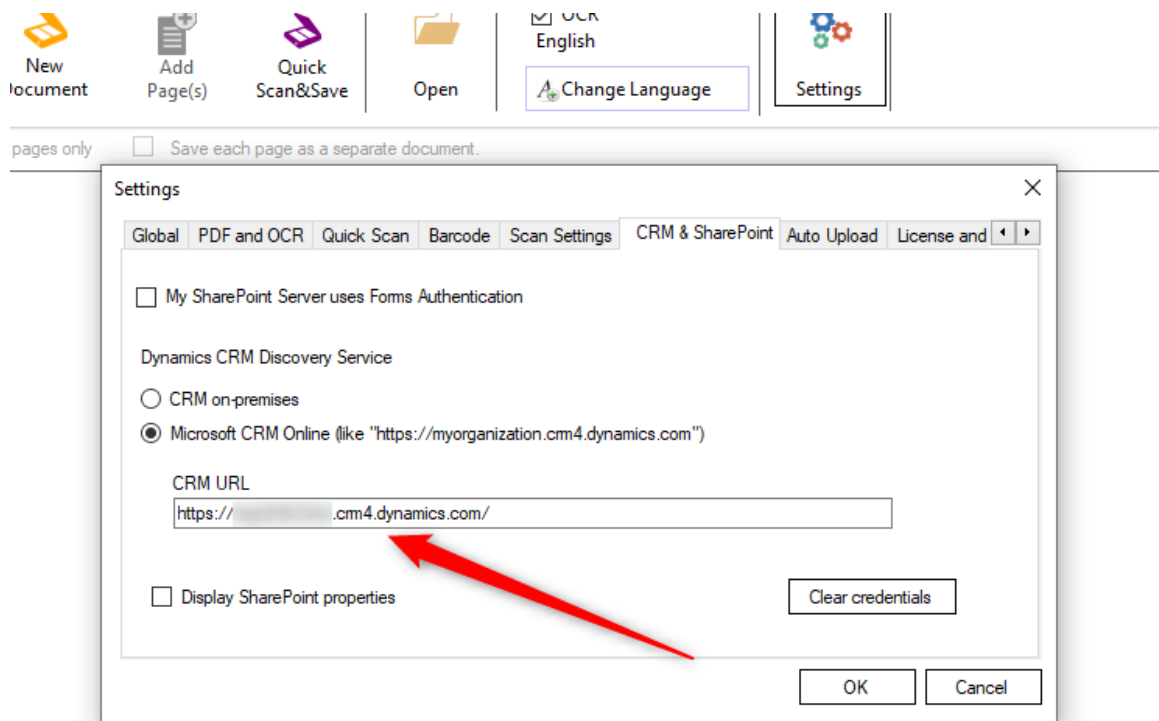 OCR
New
Add
Quick
English
Document
Page(s)
Scan&Save
Open
Change Language
Settings
pages only
Save each page as a separate document.
Settings
Global PDF and OCR Quick Scan Barcode Scan Settings CRM & SharePoint Auto Upload License and
My SharePoint Server uses Forms Authentication
Dynamics CRM Discovery Service
CRM on-premises
Microsoft CRM Online (like "https://myorganization.crm4.dynamics.com")
CRM URL
https:// .crm4.dynamics.com/
Display SharePoint properties
Clear credentials
OK
Cancel